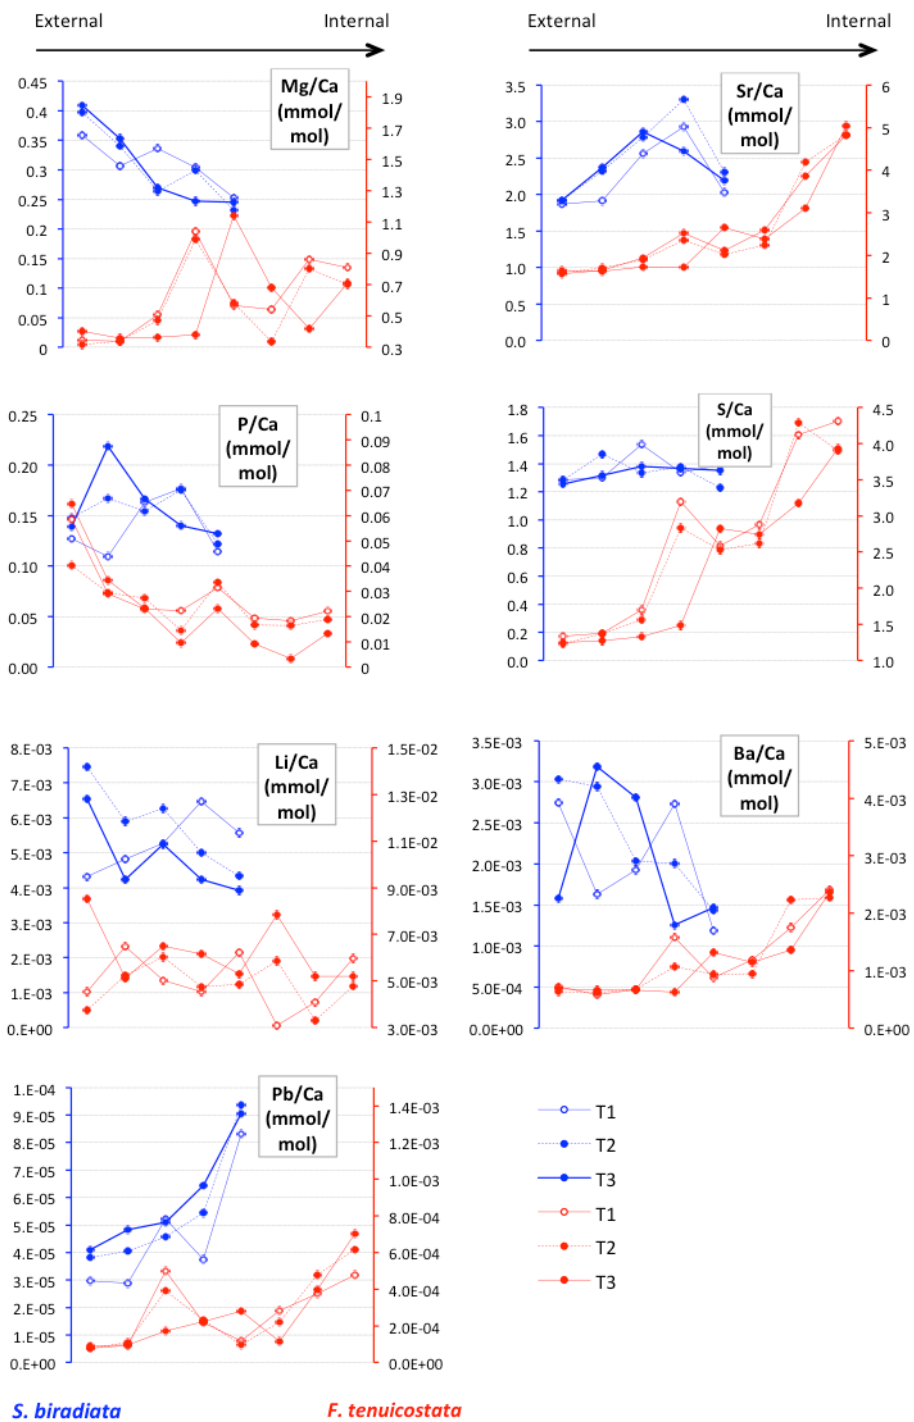 External Internal External Internal
Mg/Ca
(mmol/
mol)
0.45
0.4
0.35
0.3
0.25
0.2
0.15
0.1
0.05
0
1.9
1.7
1.5
1.3
1.1
0.9
0.7
0.5
0.3
Sr/Ca
(mmol/
mol)
3.5
3.0
2.5
2.0
1.5
1.0
0.5
0.0
6
5
4
3
2
1
0
P/Ca
(mmol/
mol)
0.25
0.20
0.15
0.10
0.05
0.00
0.1
0.09
0.08
0.07
0.06
0.05
0.04
0.03
0.02
0.01
0
S/Ca
(mmol/
mol)
1.8
1.6
1.4
1.2
1.0
0.8
0.6
0.4
0.2
0.0
4.5
4.0
3.5
3.0
2.5
2.0
1.5
1.0
Li/Ca
(mmol/
mol)
8.E-03
7.E-03
6.E-03
5.E-03
4.E-03
3.E-03
2.E-03
1.E-03
0.E+00
1.5E-02
1.3E-02
1.1E-02
9.0E-03
7.0E-03
5.0E-03
3.0E-03
Ba/Ca
(mmol/
mol)
3.5E-03
3.0E-03
2.5E-03
2.0E-03
1.5E-03
1.0E-03
5.0E-04
0.0E+00
5.E-03
4.E-03
3.E-03
2.E-03
1.E-03
0.E+00
Pb/Ca
(mmol/
mol)
1.E-04
9.E-05
8.E-05
7.E-05
6.E-05
5.E-05
4.E-05
3.E-05
2.E-05
1.E-05
0.E+00
1.4E-03
1.2E-03
1.0E-03
8.0E-04
6.0E-04
4.0E-04
2.0E-04
0.0E+00
T1
T2
T3
T1
T2
T3
S. biradiata F. tenuicostata